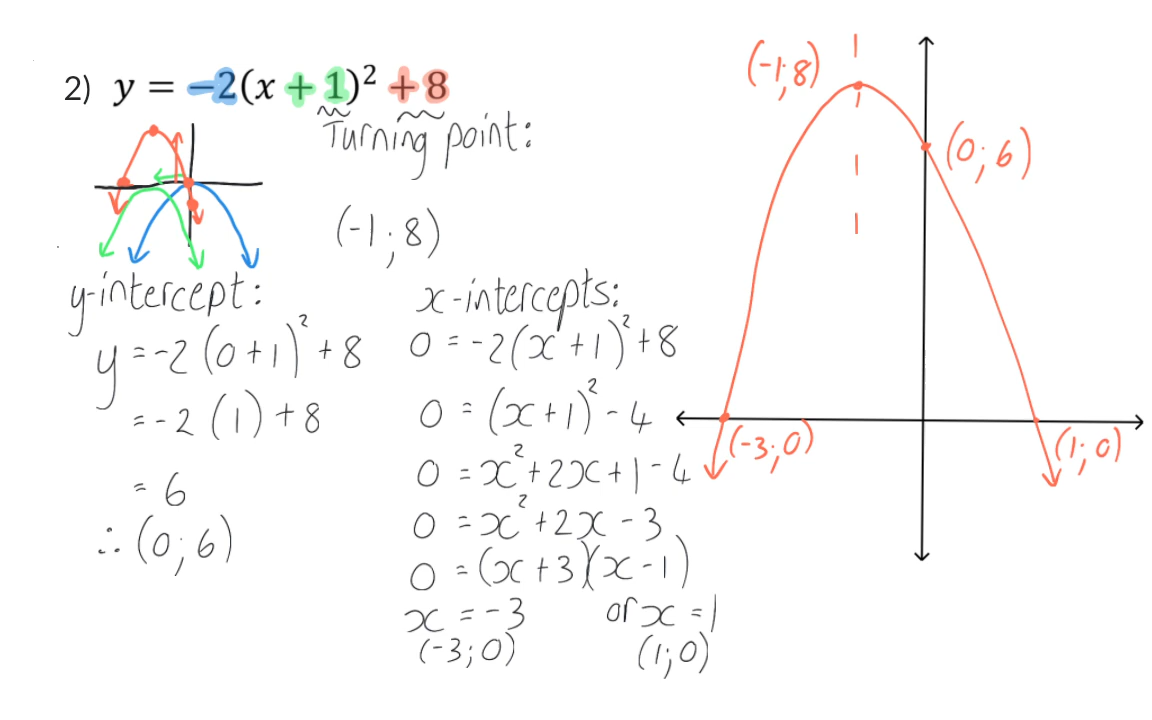 2) y = −2(x + 1)² + 8
Turning point:
(-1;8)
y-intercept:
y = -2(0+1)² + 8
= -2(1) + 8
= 6
∴ (0;6)
x-intercepts:
0 = -2(x+1)² + 8
0 = (x+1)² - 4
0 = x² + 2x + 1 - 4
0 = x² + 2x - 3
0 = (x+3)(x-1)
x = -3 or x = 1
(-3;0) (1;0)
(-1;8)
(0;6)
(-3;0)
(1;0)